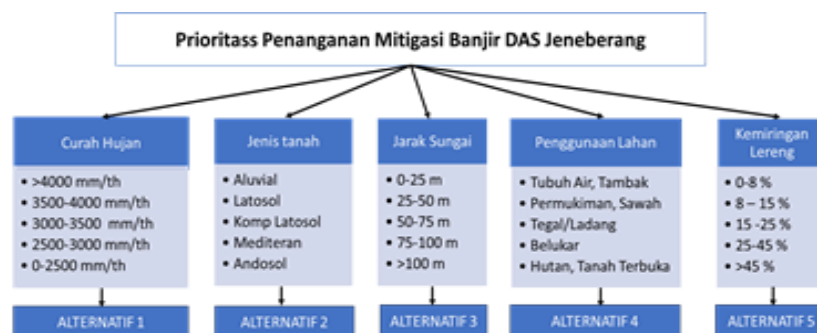 Prioritass Penanganan Mitigasi Banjir DAS Jeneberang
Curah Hujan
• >4000 mm/th
• 3500-4000 mm/th
• 3000-3500 mm/th
• 2500-3000 mm/th
• 0-2500 mm/th
ALTERNATIF 1
Jenis tanah
• Aluvial
• Latosol
• Komp Latosol
• Mediteran
• Andosol
ALTERNATIF 2
Jarak Sungai
• 0-25 m
• 25-50 m
• 50-75 m
• 75-100 m
• >100 m
ALTERNATIF 3
Penggunaan Lahan
• Tubuh Air, Tambak
• Permukiman, Sawah
• Tegal/Ladang
• Belukar
• Hutan, Tanah Terbuka
ALTERNATIF 4
Kemiringan
Lereng
• 0-8 %
• 8 – 15 %
• 15 -25 %
• 25-45 %
• >45 %
ALTERNATIF 5